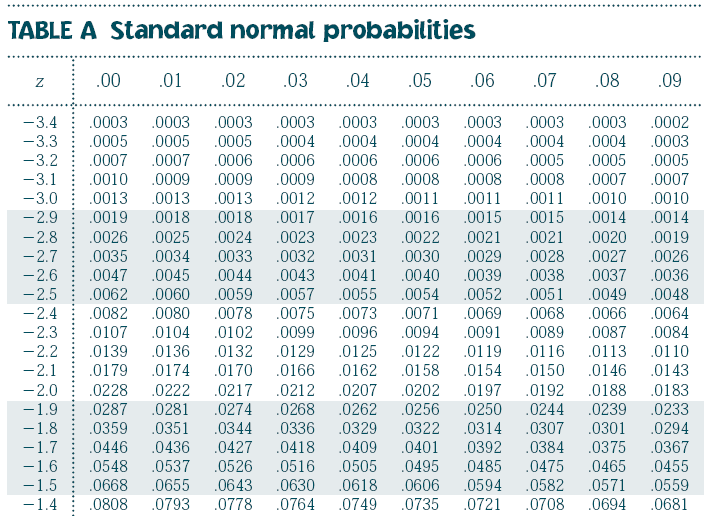 TABLE A Standard normal probabilities
z .00 .01 .02 .03 .04 .05 .06 .07 .08 .09
−3.4 .0003 .0003 .0003 .0003 .0003 .0003 .0003 .0003 .0003 .0002
−3.3 .0005 .0005 .0005 .0004 .0004 .0004 .0004 .0004 .0004 .0003
−3.2 .0007 .0007 .0006 .0006 .0006 .0006 .0006 .0005 .0005 .0005
−3.1 .0010 .0009 .0009 .0009 .0008 .0008 .0008 .0008 .0007 .0007
−3.0 .0013 .0013 .0013 .0012 .0012 .0011 .0011 .0011 .0010 .0010
−2.9 .0019 .0018 .0018 .0017 .0016 .0016 .0015 .0015 .0014 .0014
−2.8 .0026 .0025 .0024 .0023 .0023 .0022 .0021 .0021 .0020 .0019
−2.7 .0035 .0034 .0033 .0032 .0031 .0030 .0029 .0028 .0027 .0026
−2.6 .0047 .0045 .0044 .0043 .0041 .0040 .0039 .0038 .0037 .0036
−2.5 .0062 .0060 .0059 .0057 .0055 .0054 .0052 .0051 .0049 .0048
−2.4 .0082 .0080 .0078 .0075 .0073 .0071 .0069 .0068 .0066 .0064
−2.3 .0107 .0104 .0102 .0099 .0096 .0094 .0091 .0089 .0087 .0084
−2.2 .0139 .0136 .0132 .0129 .0125 .0122 .0119 .0116 .0113 .0110
−2.1 .0179 .0174 .0170 .0166 .0162 .0158 .0154 .0150 .0146 .0143
−2.0 .0228 .0222 .0217 .0212 .0207 .0202 .0197 .0192 .0188 .0183
−1.9 .0287 .0281 .0274 .0268 .0262 .0256 .0250 .0244 .0239 .0233
−1.8 .0359 .0351 .0344 .0336 .0329 .0322 .0314 .0307 .0301 .0294
−1.7 .0446 .0436 .0427 .0418 .0409 .0401 .0392 .0384 .0375 .0367
−1.6 .0548 .0537 .0526 .0516 .0505 .0495 .0485 .0475 .0465 .0455
−1.5 .0668 .0655 .0643 .0630 .0618 .0606 .0594 .0582 .0571 .0559
−1.4 .0808 .0793 .0778 .0764 .0749 .0735 .0721 .0708 .0694 .0681